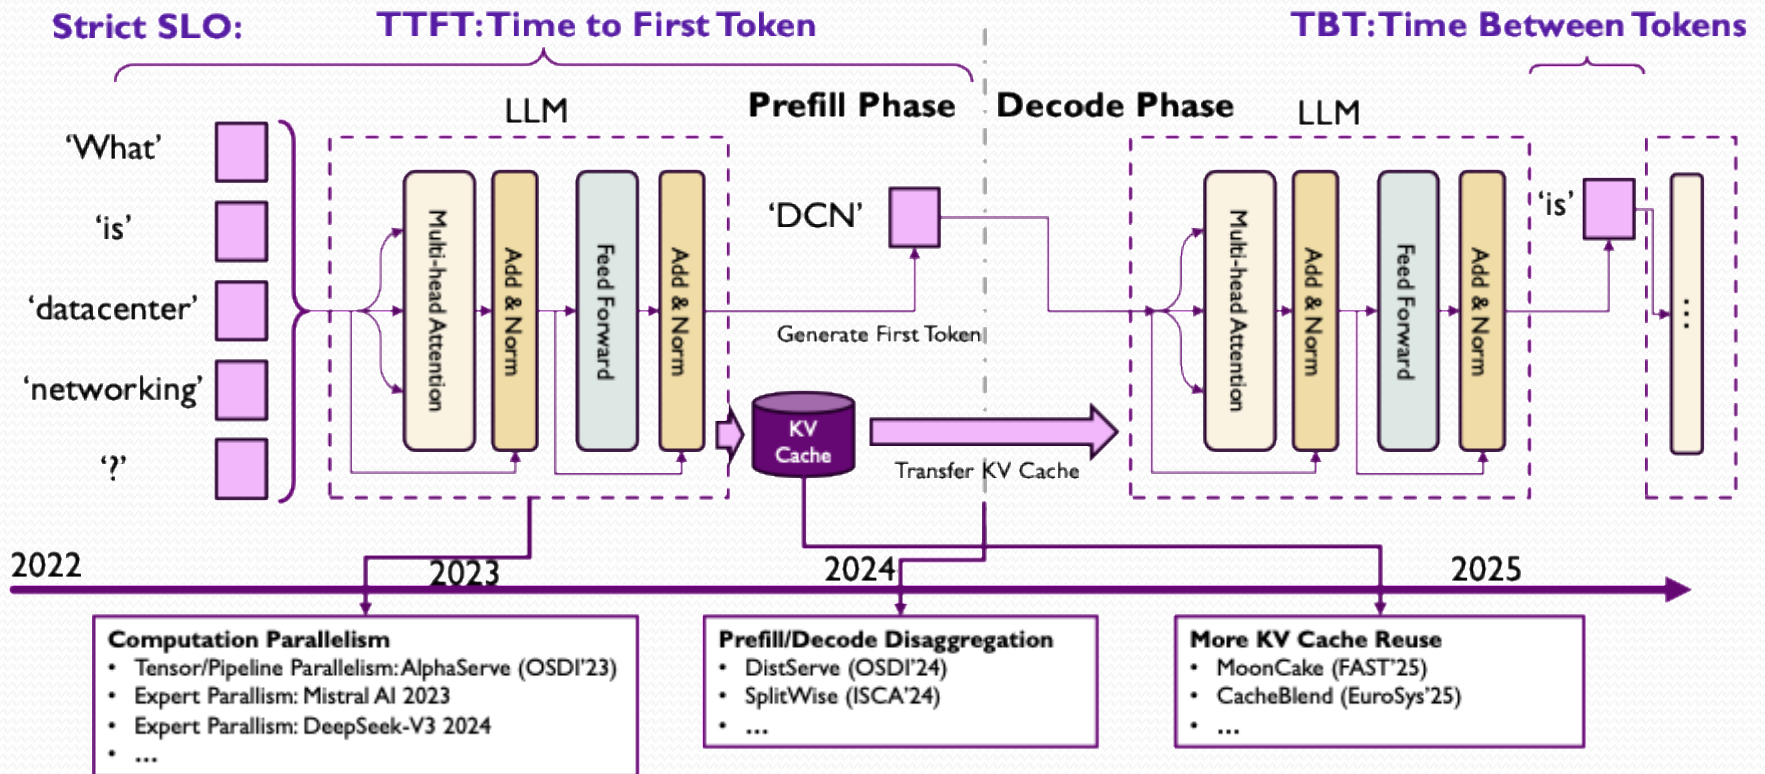 Strict SLO:
TTFT: Time to First Token
TBT: Time Between Tokens
LLM
Prefill Phase
Decode Phase
LLM
‘What’
‘is’
‘datacenter’
‘networking’
‘?’
Multi-head Attention
Add & Norm
Feed Forward
Add & Norm
‘DCN’
Generate First Token
KV
Cache
Transfer KV Cache
Multi-head Attention
Add & Norm
Feed Forward
Add & Norm
‘is’
...
2022
2023
2024
2025
Computation Parallelism
• Tensor/Pipeline Parallelism: AlphaServe (OSDI’23)
• Expert Parallism: Mistral AI 2023
• Expert Parallism: DeepSeek-V3 2024
• ...
Prefill/Decode Disaggregation
• DistServe (OSDI’24)
• SplitWise (ISCA’24)
• ...
More KV Cache Reuse
• MoonCake (FAST’25)
• CacheBlend (EuroSys’25)
• ...